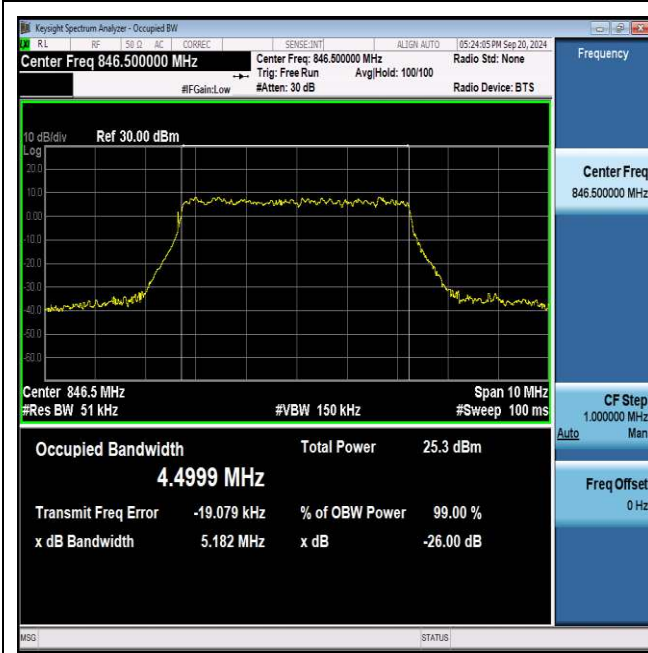 Keysight Spectrum Analyzer - Occupied BW
RL RF 50 Ω AC CORREC SENSE:INT ALIGN AUTO 05:24:05 PM Sep 20, 2024
Center Freq 846.500000 MHz
Center Freq: 846.500000 MHz
Radio Std: None
Trig: Free Run Avg|Hold: 100/100
#IFGain:Low #Atten: 30 dB Radio Device: BTS
10 dB/div Ref 30.00 dBm
Log
20.0
10.0
0.00
-10.0
-20.0
-30.0
-40.0
-50.0
-60.0
Center 846.5 MHz Span 10 MHz
#Res BW 51 kHz #VBW 150 kHz #Sweep 100 ms
Occupied Bandwidth Total Power 25.3 dBm
4.4999 MHz
Transmit Freq Error -19.079 kHz % of OBW Power 99.00 %
x dB Bandwidth 5.182 MHz x dB -26.00 dB
MSG STATUS
Frequency
Center Freq
846.500000 MHz
CF Step
1.000000 MHz
Auto Man
Freq Offset
0 Hz